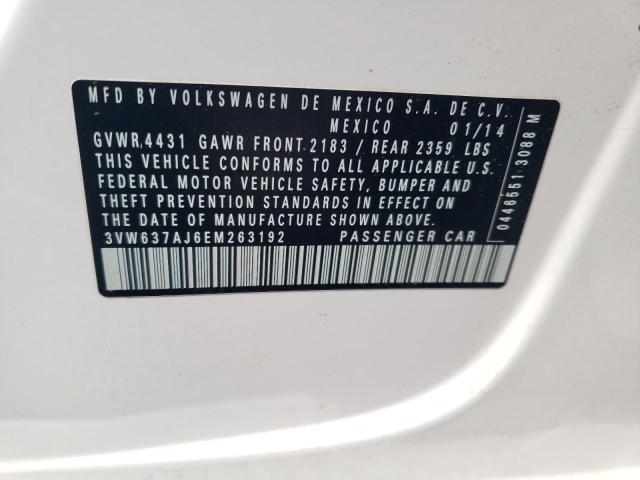 MFD BY VOLKSWAGEN DE MEXICO S.A. DE C.V.
MEXICO 01/14
GVWR,4431 GAWR FRONT 2183 / REAR 2359 LBS
THIS VEHICLE CONFORMS TO ALL APPLICABLE U.S.
FEDERAL MOTOR VEHICLE SAFETY, BUMPER AND
THEFT PREVENTION STANDARDS IN EFFECT ON
THE DATE OF MANUFACTURE SHOWN ABOVE.
3VW637AJ6EM263192 PASSENGER CAR
0446551 3088 M